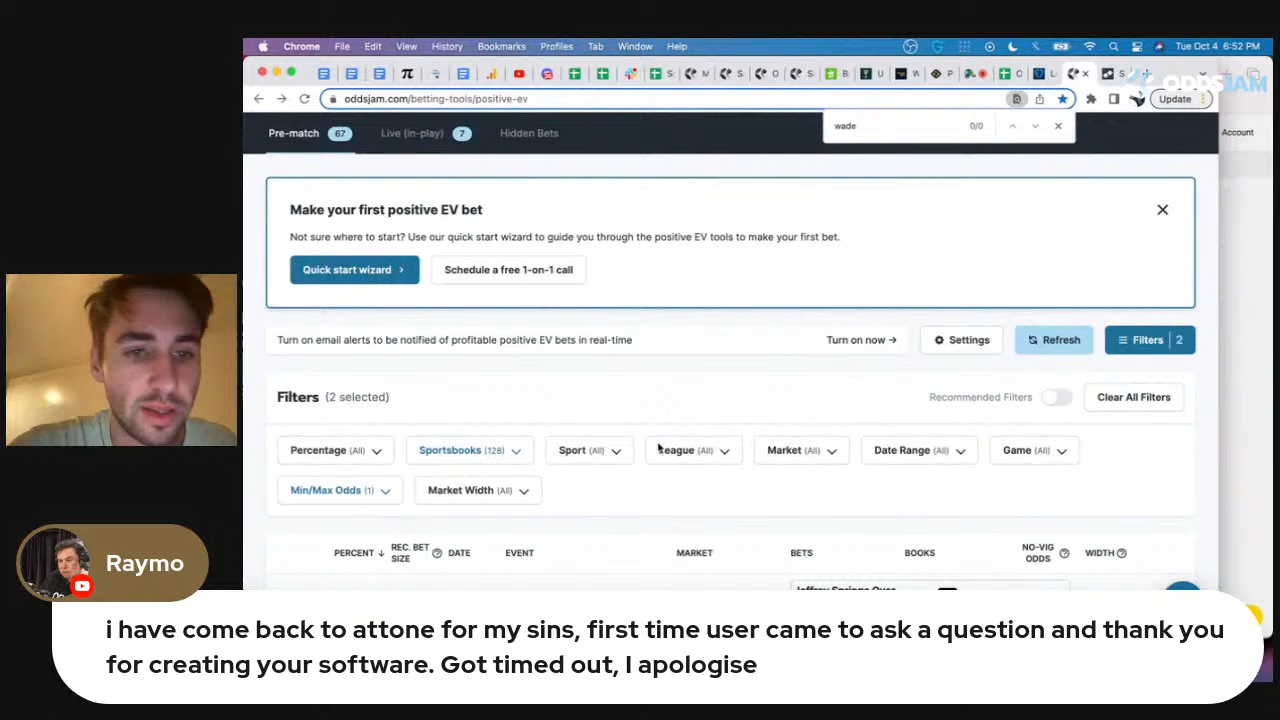 Chrome File Edit View History Bookmarks Profiles Tab Window Help Tue Oct 4 6:52 PM
ODDSJAM
oddsjam.com/betting-tools/positive-ev
Update
Pre-match 67 Live (in-play) 7 Hidden Bets
wade 0/0
Account
Make your first positive EV bet
Not sure where to start? Use our quick start wizard to guide you through the positive EV tools to make your first bet.
Quick start wizard Schedule a free 1-on-1 call
Turn on email alerts to be notified of profitable positive EV bets in real-time Turn on now → Settings Refresh Filters 2
Filters (2 selected) Recommended Filters Clear All Filters
Percentage (All) Sportsbooks (128) Sport (All) League (All) Market (All) Date Range (All) Game (All)
Min/Max Odds (1) Market Width (All)
PERCENT REC. BET SIZE DATE EVENT MARKET BETS BOOKS NO-VIG ODDS WIDTH
Jeffrey Springs Over
Raymo
i have come back to attone for my sins, first time user came to ask a question and thank you
for creating your software. Got timed out, I apologise